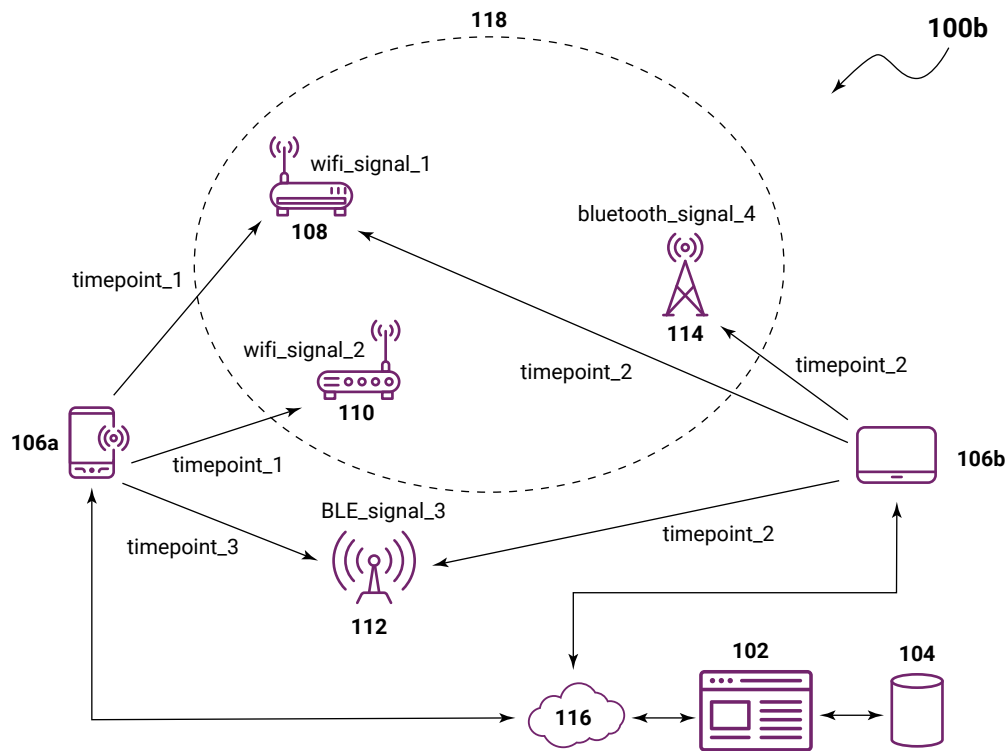 118
100b
wifi_signal_1
108
bluetooth_signal_4
114
timepoint_1
wifi_signal_2
110
timepoint_2
timepoint_2
106a
timepoint_1
106b
BLE_signal_3
timepoint_3
timepoint_2
112
102
104
116